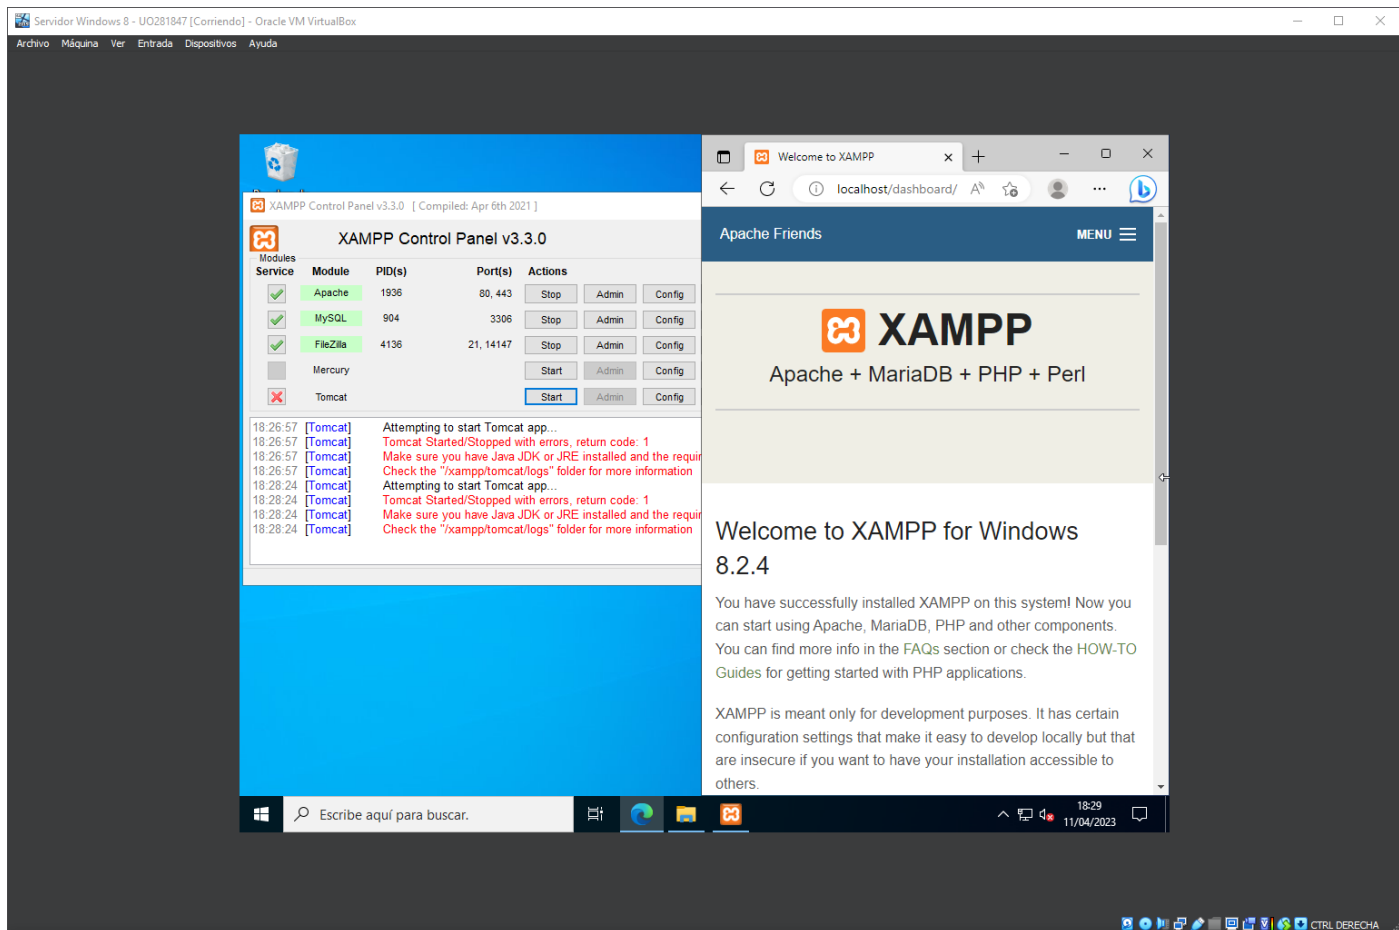 Servidor Windows 8 - UO281847 [Corriendo] - Oracle VM VirtualBox
Archivo Máquina Ver Entrada Dispositivos Ayuda
XAMPP Control Panel v3.3.0 [ Compiled: Apr 6th 2021 ]
XAMPP Control Panel v3.3.0
Modules
Service Module PID(s) Port(s) Actions
Apache 1936 80, 443 Stop Admin Config
MySQL 904 3306 Stop Admin Config
FileZilla 4136 21, 14147 Stop Admin Config
Mercury Start Admin Config
Tomcat Start Admin Config
18:26:57 [Tomcat] Attempting to start Tomcat app...
18:26:57 [Tomcat] Tomcat Started/Stopped with errors, return code: 1
18:26:57 [Tomcat] Make sure you have Java JDK or JRE installed and the requir
18:26:57 [Tomcat] Check the "/xampp/tomcat/logs" folder for more information
18:28:24 [Tomcat] Attempting to start Tomcat app...
18:28:24 [Tomcat] Tomcat Started/Stopped with errors, return code: 1
18:28:24 [Tomcat] Make sure you have Java JDK or JRE installed and the requir
18:28:24 [Tomcat] Check the "/xampp/tomcat/logs" folder for more information
Welcome to XAMPP
localhost/dashboard/
Apache Friends MENU
XAMPP
Apache + MariaDB + PHP + Perl
Welcome to XAMPP for Windows
8.2.4
You have successfully installed XAMPP on this system! Now you
can start using Apache, MariaDB, PHP and other components.
You can find more info in the FAQs section or check the HOW-TO
Guides for getting started with PHP applications.
XAMPP is meant only for development purposes. It has certain
configuration settings that make it easy to develop locally but that
are insecure if you want to have your installation accessible to
others.
Escribe aquí para buscar.
18:29
11/04/2023
CTRL DERECHA